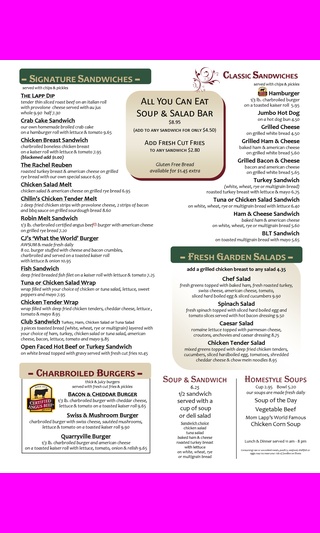 Signature Sandwiches
served with chips & pickles
The Lapp Dip
tender thin sliced roast beef on an Italian roll
with provolone cheese served with au jus
whole 9.90 half 7.30
Crab Cake Sandwich
our own homemade broiled crab cake
on a hamburger roll with lettuce & tomato 9.65
Chicken Breast Sandwich
charbroiled boneless chicken breast
on a kaiser roll with lettuce & tomato 7.95
(blackened add $1.00)
The Rachel Reuben
roasted turkey breast & american cheese on grilled
rye bread with our own special sauce 6.95
Chicken Salad Melt
chicken salad & american cheese on grilled rye 6.95
Chillin's Chicken Tender Melt
2 deep fried chicken strips with provolone cheese, 2 strips of bacon
and bbq sauce on grilled sourdough bread 8.60
Robin Melt Sandwich
1/3 lb. charbroiled certified angus beef® burger with american cheese
on grilled rye bread 7.20
CJ's 'What the World' Burger
AWSUM & made fresh daily
8 oz. burger stuffed with cheese and bacon crumbles,
charbroiled and served on a toasted kaiser roll
with lettuce & onion 10.95
Fish Sandwich
deep fried breaded fish filet on a kaiser roll with lettuce & tomato 7.25
Tuna or Chicken Salad Wrap
wrap filled with your choice of chicken or tuna salad, lettuce, sweet
peppers and mayo 7.95
Chicken Tender Wrap
wrap filled with deep fried chicken tenders, cheddar cheese, lettuce,
tomato & mayo 8.95
Club Sandwich Turkey, Ham, Chicken Salad or Tuna Salad
3 pieces toasted bread (white, wheat, rye or multigrain) layered with
your choice of ham, turkey, chicken salad or tuna salad, american
cheese, bacon, lettuce, tomato and mayo 9.85
Open Faced Hot Beef or Turkey Sandwich
on white bread topped with gravy served with fresh cut fries 10.45
All You Can Eat
Soup & Salad Bar
$8.95
(add to any sandwich for only $4.50)
Add Fresh Cut Fries
to any sandwich $2.80
Gluten Free Bread
available for $1.45 extra
Classic Sandwiches
served with chips & pickles
Hamburger
1/3 lb. charbroiled burger
on a toasted kaiser roll 5.95
Jumbo Hot Dog
on a hot dog bun 4.50
Grilled Cheese
on grilled white bread 4.50
Grilled Ham & Cheese
baked ham & american cheese
on grilled white bread 5.60
Grilled Bacon & Cheese
bacon and american cheese
on grilled white bread 5.65
Turkey Sandwich
(white, wheat, rye or multigrain bread)
roasted turkey breast with lettuce & mayo 6.75
Tuna or Chicken Salad Sandwich
on white, wheat, rye or multigrain bread with lettuce 6.40
Ham & Cheese Sandwich
baked ham & american cheese
on white, wheat, rye or multigrain bread 5.60
BLT Sandwich
on toasted multigrain bread with mayo 5.65
Fresh Garden Salads
add a grilled chicken breast to any salad 4.35
Chef Salad
fresh greens topped with baked ham, fresh roasted turkey,
swiss cheese, american cheese, tomato,
sliced hard boiled egg & sliced cucumbers 9.90
Spinach Salad
fresh spinach topped with sliced hard-boiled egg and
tomato slices served with hot bacon dressing 9.50
Caesar Salad
romaine lettuce topped with parmesan cheese,
croutons, anchovies and caesar dressing 8.75
Chicken Tender Salad
mixed greens topped with deep fried chicken tenders,
cucumbers, sliced hardboiled egg, tomatoes, shredded
cheddar cheese & chow mein noodles 8.95
Charbroiled Burgers
thick & juicy burgers
served with fresh cut fries & pickles
CERTIFIED
ANGUS BEEF
Bacon & Cheddar Burger
1/3 lb. charbroiled burger with cheddar cheese,
lettuce & tomato on a toasted kaiser roll 9.65
Swiss & Mushroom Burger
charbroiled burger with swiss cheese, sautéed mushrooms,
lettuce & tomato on a toasted kaiser roll 9.90
Quarryville Burger
1/3 lb. charbroiled burger and american cheese
on a toasted kaiser roll with lettuce, tomato, onion & relish 9.65
Soup & Sandwich
6.25
1/2 sandwich
served with a
cup of soup
or deli salad
Sandwich choice
chicken salad
tuna salad
baked ham & cheese
roasted turkey breast
with lettuce
on white, wheat, rye
or multigrain bread
Homestyle Soups
Cup 2.95 Bowl 5.20
our soups are made fresh daily
Soup of the Day
Vegetable Beef
Mom Lapp's World Famous
Chicken Corn Soup
Lunch & Dinner served 11 am - 8 pm